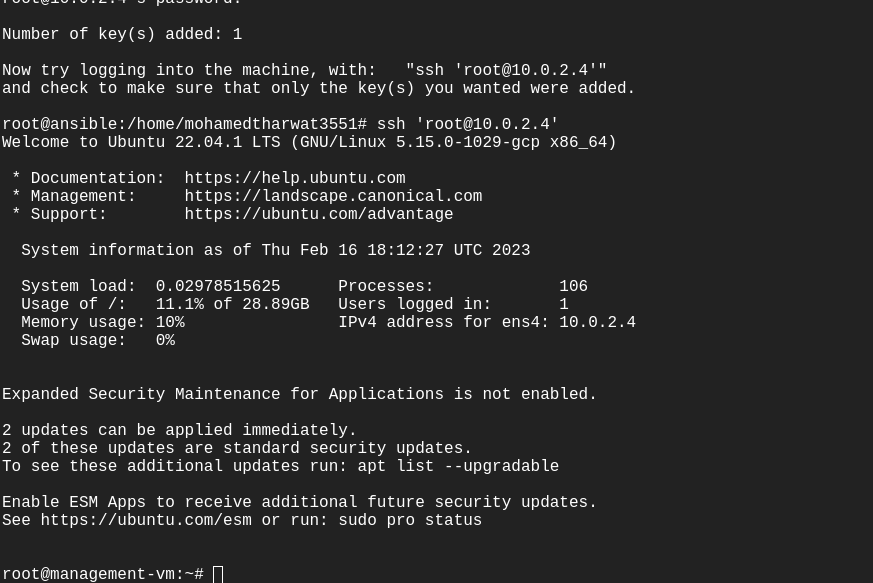 root@10.0.2.4's password:
Number of key(s) added: 1
Now try logging into the machine, with:   "ssh 'root@10.0.2.4'"
and check to make sure that only the key(s) you wanted were added.
root@ansible:/home/mohamedtharwat3551# ssh 'root@10.0.2.4'
Welcome to Ubuntu 22.04.1 LTS (GNU/Linux 5.15.0-1029-gcp x86_64)
 * Documentation:  https://help.ubuntu.com
 * Management:     https://landscape.canonical.com
 * Support:        https://ubuntu.com/advantage
  System information as of Thu Feb 16 18:12:27 UTC 2023
  System load:  0.02978515625      Processes:             106
  Usage of /:   11.1% of 28.89GB   Users logged in:       1
  Memory usage: 10%                IPv4 address for ens4: 10.0.2.4
  Swap usage:   0%
Expanded Security Maintenance for Applications is not enabled.
2 updates can be applied immediately.
2 of these updates are standard security updates.
To see these additional updates run: apt list --upgradable
Enable ESM Apps to receive additional future security updates.
See https://ubuntu.com/esm or run: sudo pro status
root@management-vm:~#